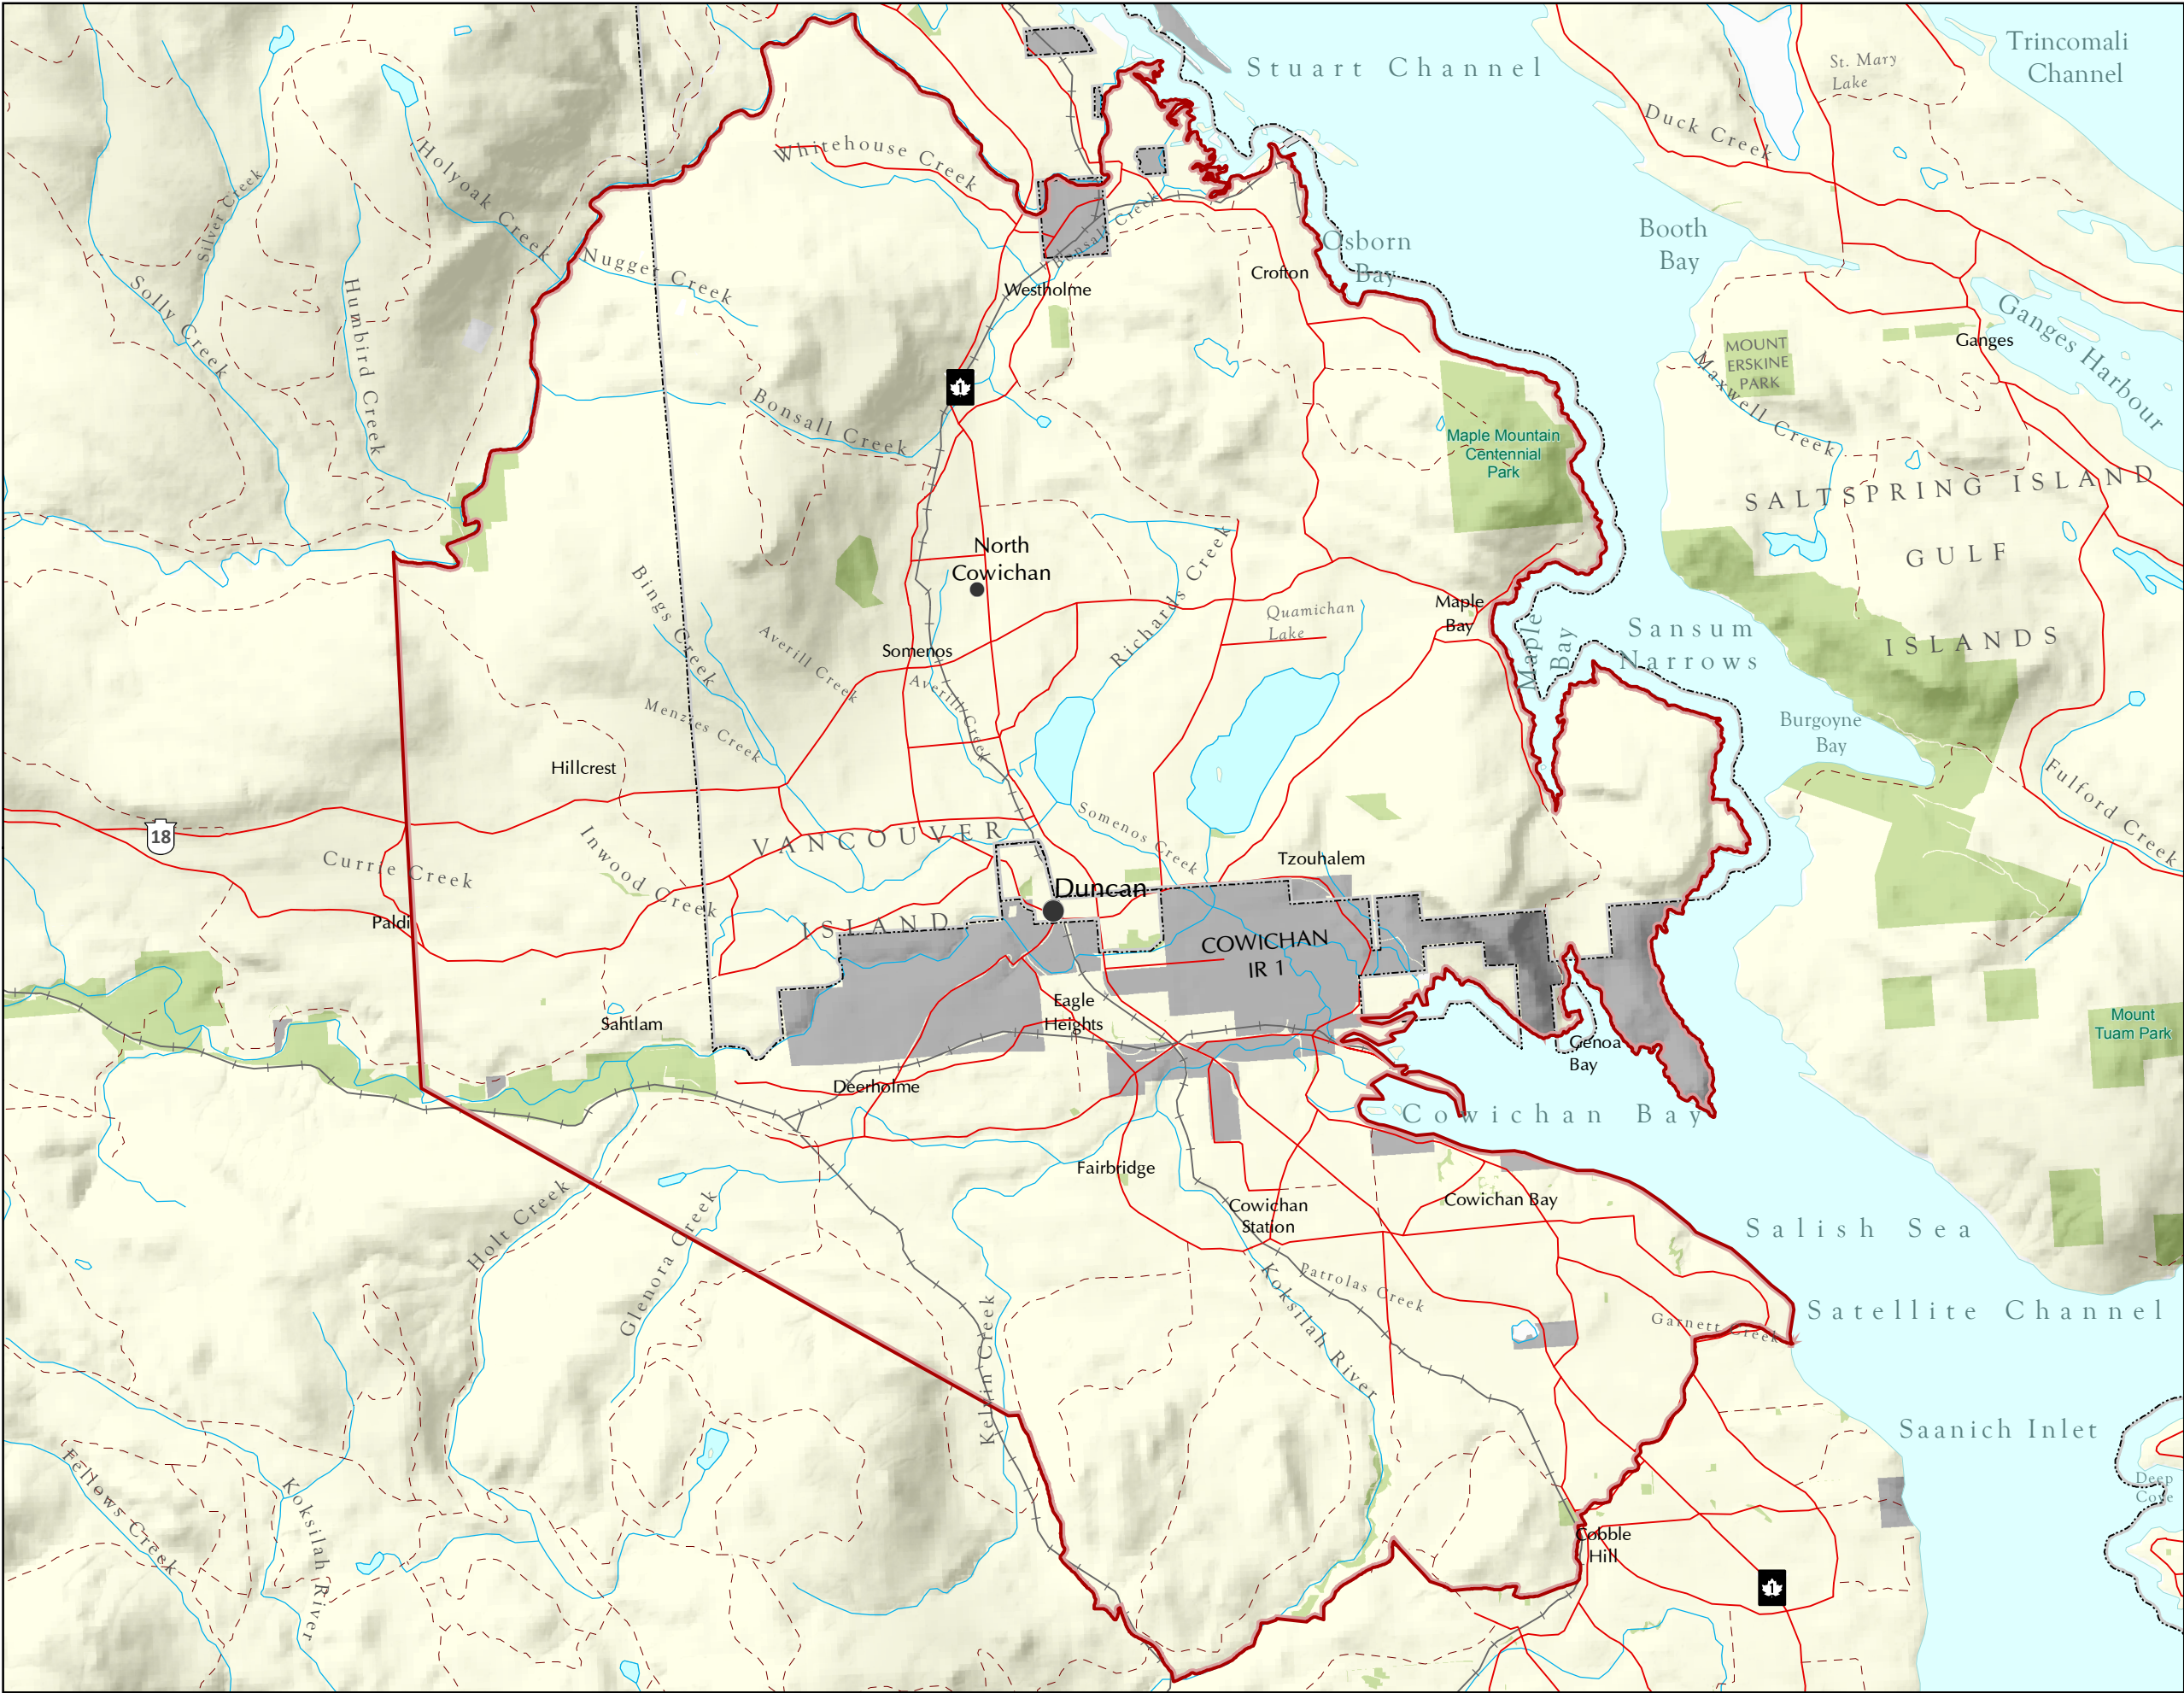 Stuart Channel
Trincomali
Channel
St. Mary
Lake
Duck Creek
Whitehouse Creek
Holyoak Creek
Silver Creek
Bonsall Creek
Osborn
Bay
Booth
Bay
Nugget Creek
Solly Creek
Humbird Creek
Westholme
Crofton
Ganges Harbour
Ganges
MOUNT
ERSKINE
PARK
Maxwell Creek
1
Bonsall Creek
Maple Mountain
Centennial
Park
SALTSPRING ISLAND
GULF
ISLANDS
North
Cowichan
Richards Creek
Bings Creek
Averill Creek
Quamichan
Lake
Maple
Bay
Maple
Bay
Sansum
Narrows
Somenos
Averill Creek
Menzies Creek
Burgoyne
Bay
Hillcrest
Fulford Creek
18
Somenos Creek
VANCOUVER
ISLAND
Inwood Creek
Currie Creek
Tzouhalem
Duncan
Paldi
COWICHAN
IR 1
Eagle
Heights
Sahtlam
Mount
Tuam Park
Genoa
Bay
Deerholme
Cowichan Bay
Fairbridge
Cowichan
Station
Cowichan Bay
Holt Creek
Glenora Creek
Salish Sea
Koksilah River
Patrolas Creek
Satellite Channel
Garnett Creek
Kelvin Creek
Saanich Inlet
Fellows Creek
Koksilah River
Deep
Cove
Cobble
Hill
1